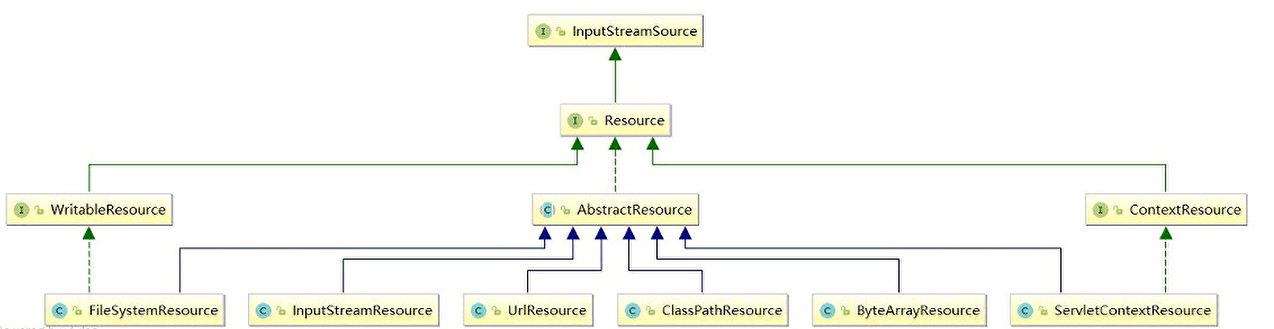 InputStreamSource
Resource
WritableResource
AbstractResource
ContextResource
FileSystemResource
InputStreamResource
UrlResource
ClassPathResource
ByteArrayResource
ServletContextResource